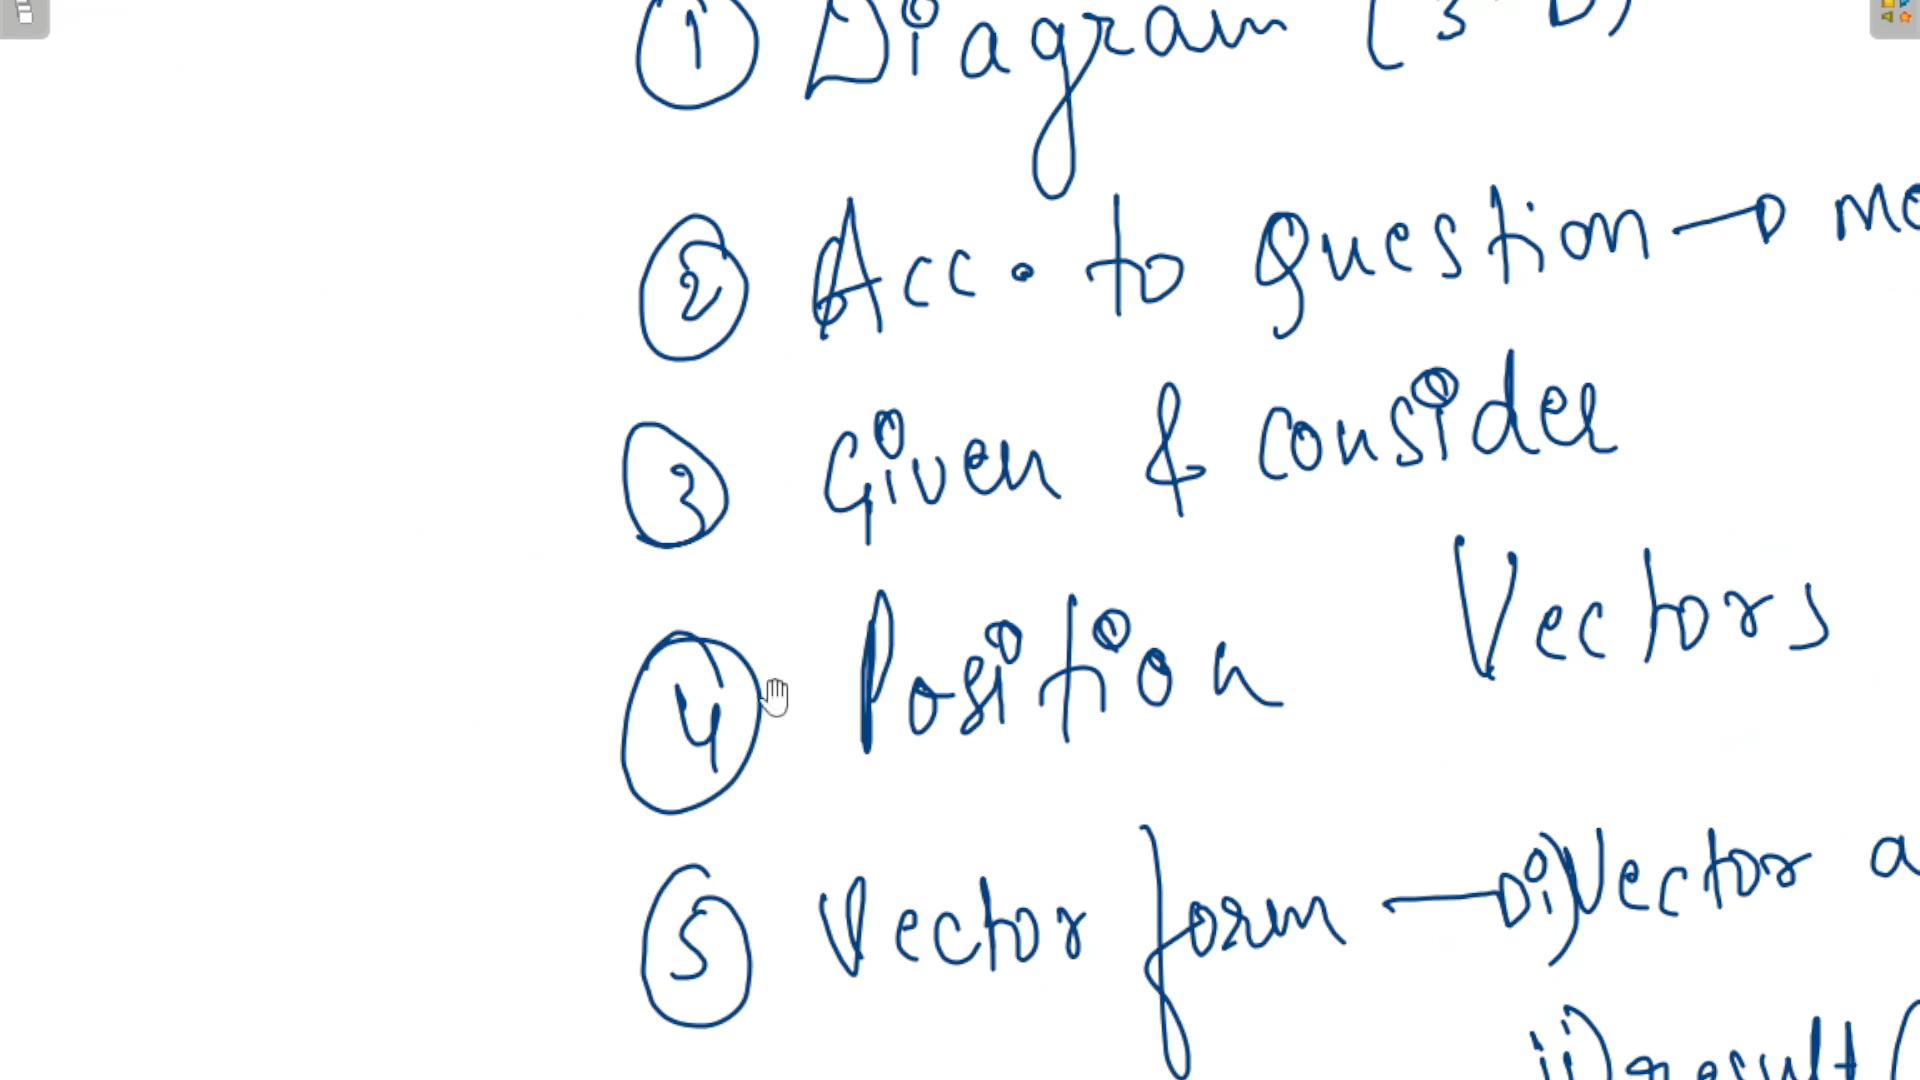 ① Diagram (3-D)
② Acc. to question →
③ Given & consider
④ Position Vectors
⑤ Vector form → i) Vector
ii) result